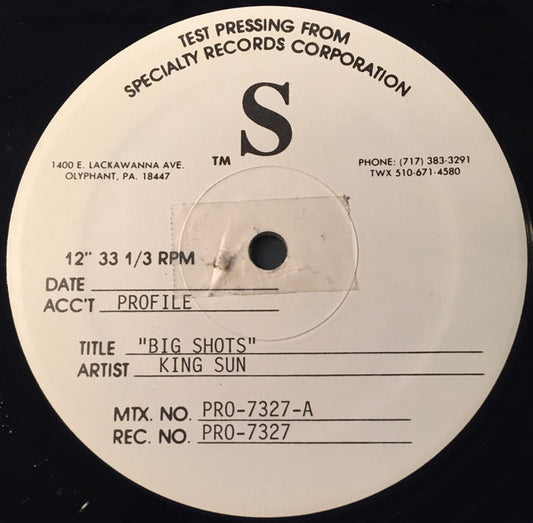 TEST PRESSING FROM
SPECIALTY RECORDS CORPORATION
S
TM
1400 E. LACKAWANNA AVE.
OLYPHANT, PA. 18447
PHONE: (717) 383-3291
TWX 510-671-4580
12" 33 1/3 RPM
DATE
ACC'T PROFILE
TITLE "BIG SHOTS"
ARTIST KING SUN
MTX. NO. PRO-7327-A
REC. NO. PRO-7327